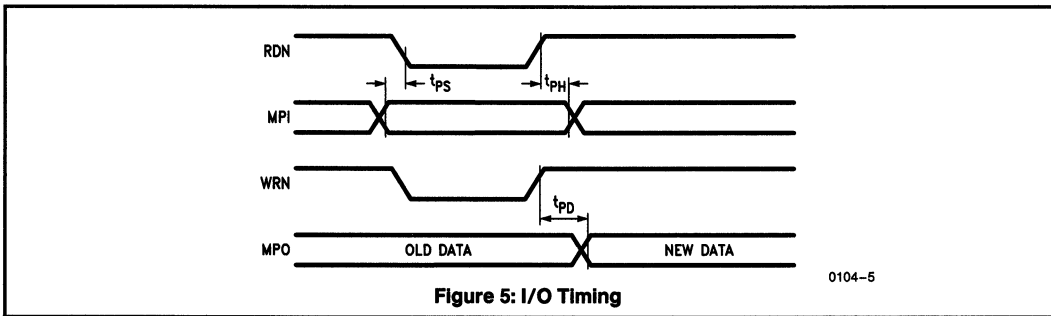 RDN
tPS
tPH
MPI
WRN
tPD
MPO
OLD DATA
NEW DATA
0104–5
Figure 5: I/O Timing